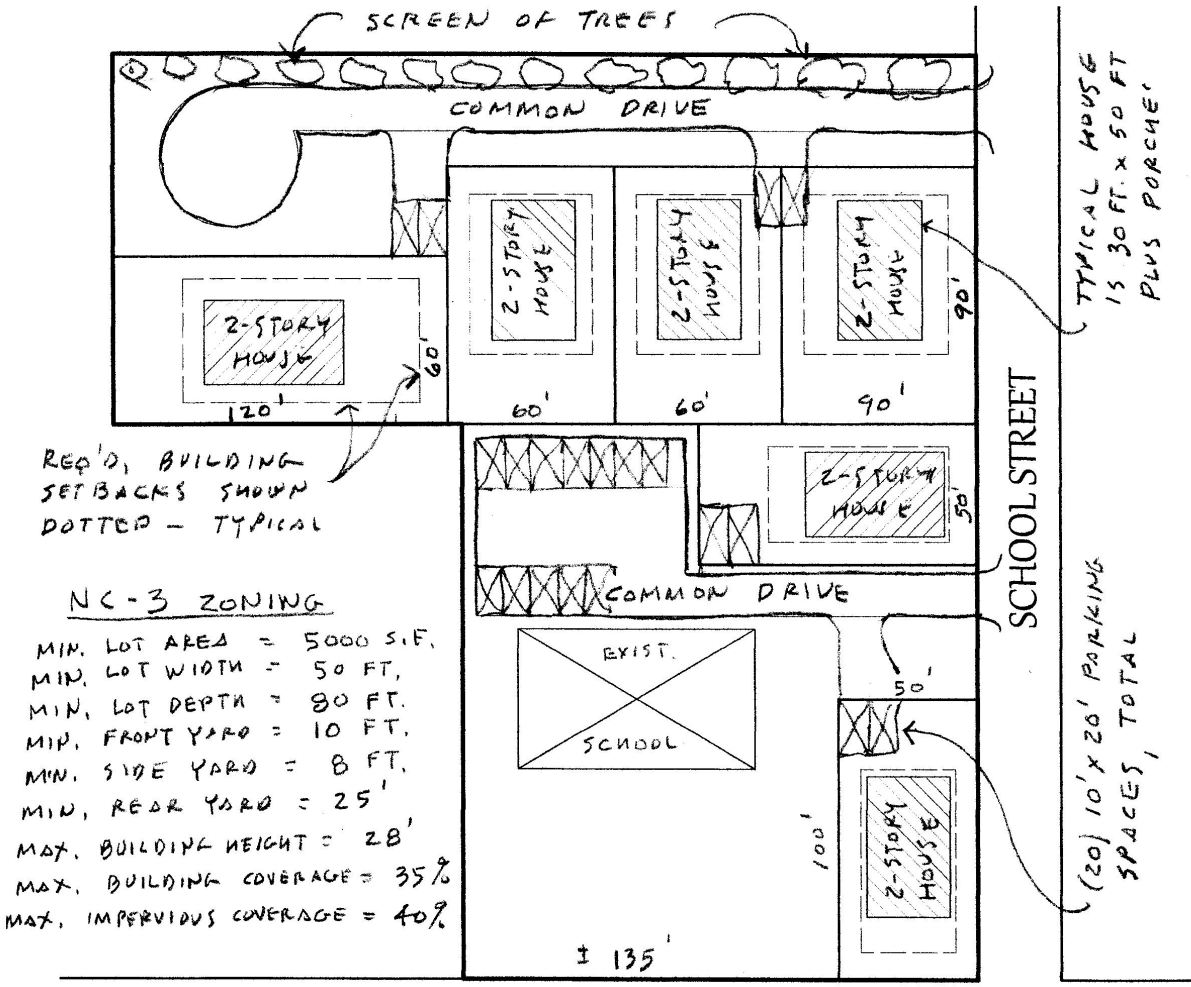 SCREEN OF TREES
COMMON DRIVE
TYPICAL HOUSE
IS 30 FT. x 50 FT
PLUS PORCHE'
2-STORY
HOUSE
2-STORY
HOUSE
2-STORY
HOUSE
2-STORY
HOUSE
90'
60'
120'
60'
60'
90'
REQ'D, BUILDING
SETBACKS SHOWN
DOTTED - TYPICAL
2-STORY
HOUSE
50'
SCHOOL STREET
COMMON DRIVE
NC-3 ZONING
MIN. LOT AREA = 5000 S.F.
MIN. LOT WIDTH = 50 FT.
MIN. LOT DEPTH = 80 FT.
MIN. FRONT YARD = 10 FT.
MIN. SIDE YARD = 8 FT.
MIN. REAR YARD = 25'
MAX. BUILDING HEIGHT = 28'
MAX. BUILDING COVERAGE = 35%
MAX. IMPERVIOUS COVERAGE = 40%
EXIST.
SCHOOL
50'
(20) 10' x 20' PARKING
SPACES, TOTAL
100'
2-STORY
HOUSE
± 135'